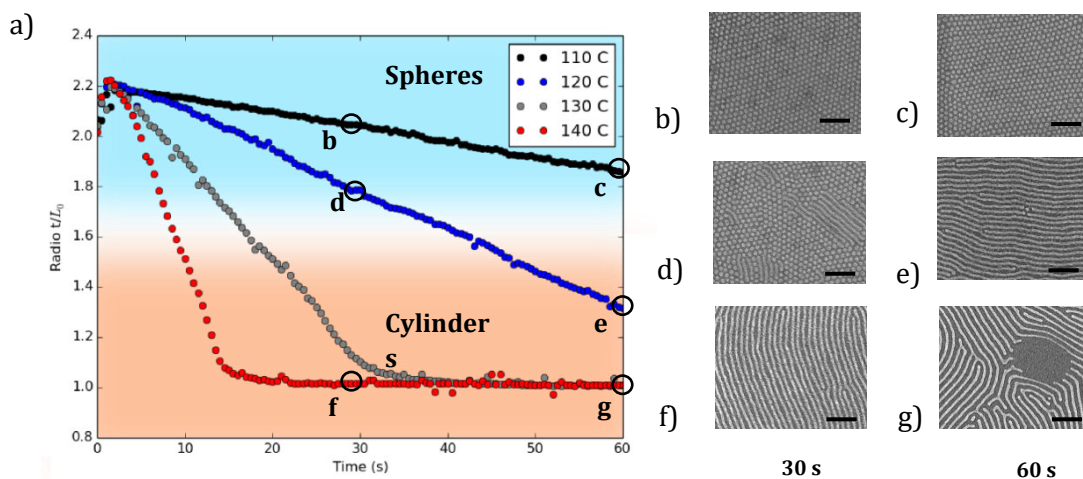 a)
2.4
2.2
2.0
1.8
1.6
1.4
1.2
1.0
0.8
Radio t/L₀
0
10
20
30
40
50
60
Time (s)
110 C
120 C
130 C
140 C
Spheres
Cylinder
s
b
c
d
e
f
g
b)
c)
d)
e)
f)
g)
30 s
60 s